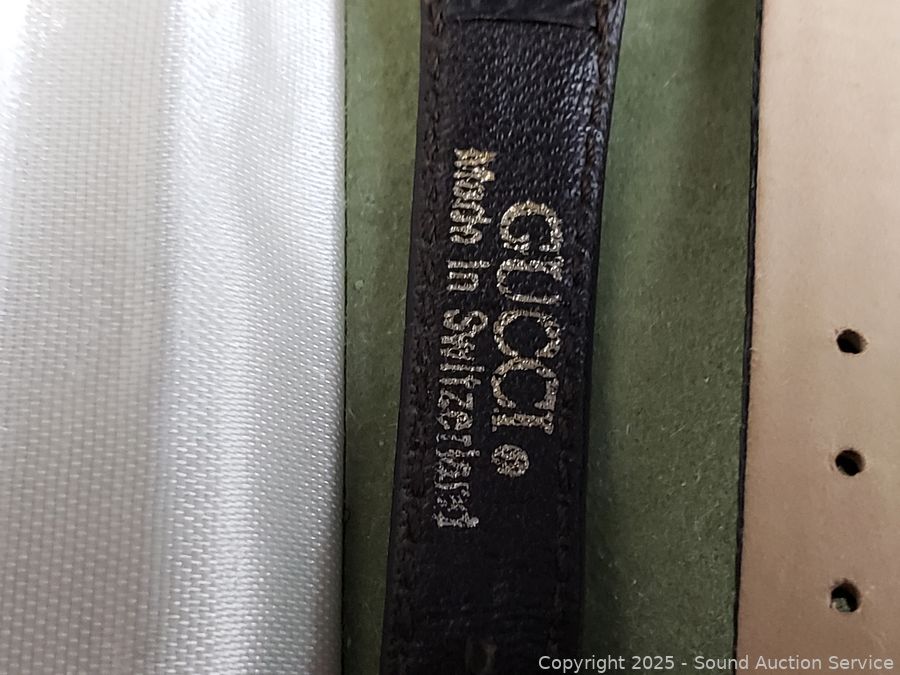 GUCCI ®
Made in Switzerland
Copyright 2025 - Sound Auction Service